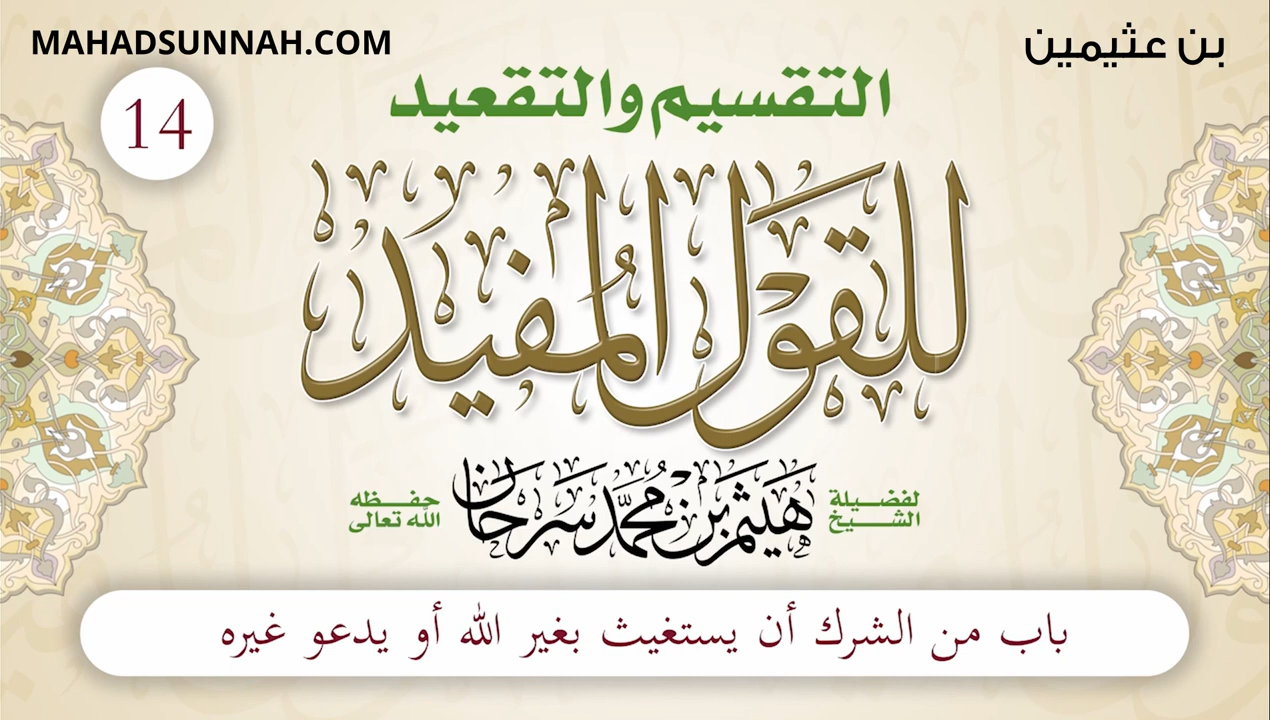 MAHADSUNNAH.COM
بن عثيمين
14
التقسيم والتقعيد
للقول المفيد
لفضيلة الشيخ
هيثم بن محمد سرحان
حفظه الله تعالى
باب من الشرك أن يستغيث بغير الله أو يدعو غيره